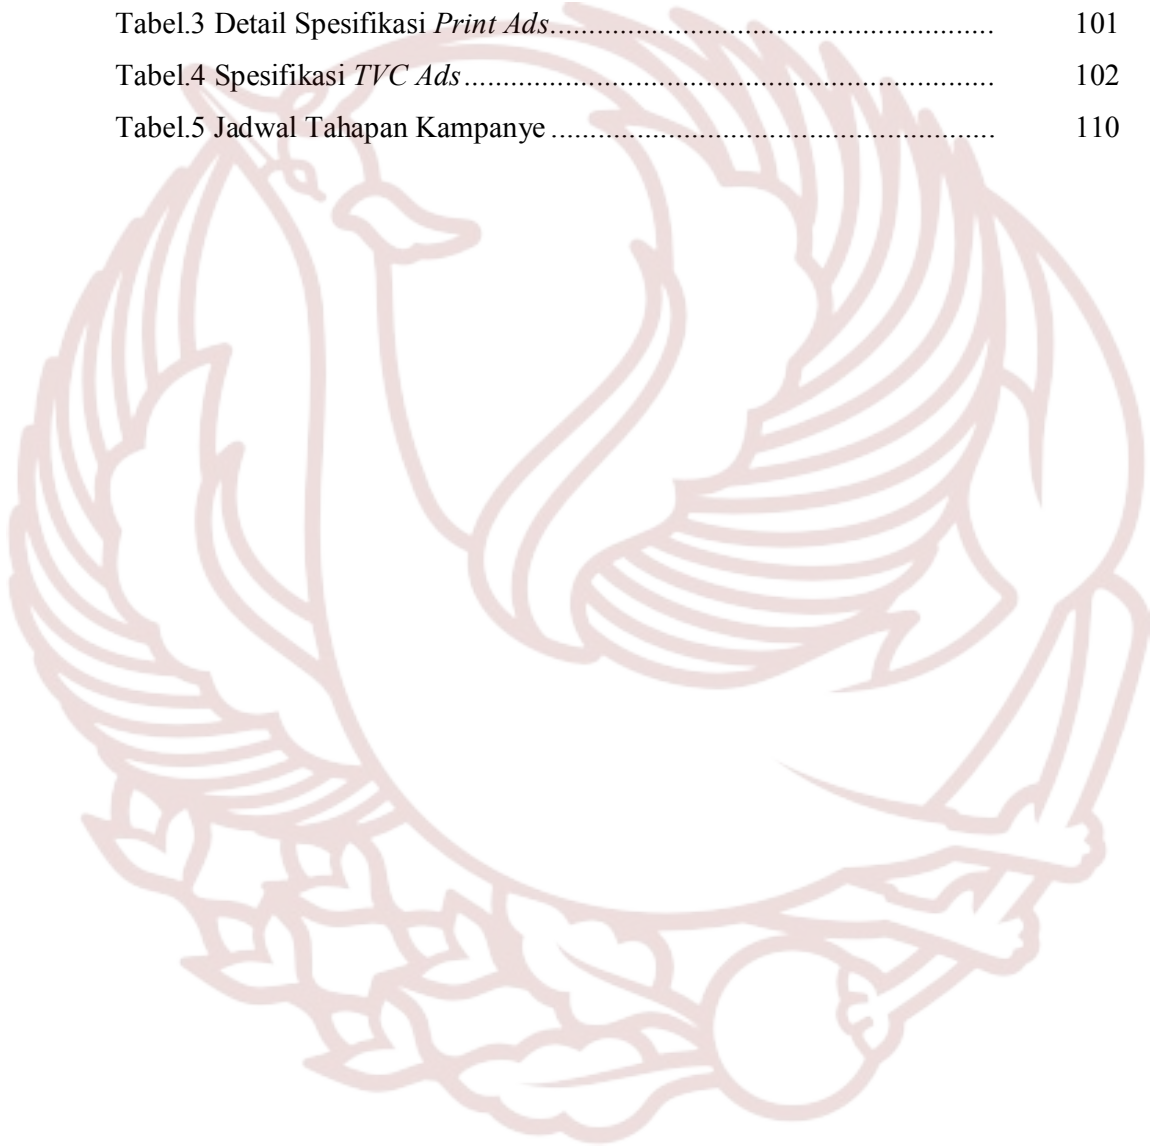 Tabel.3 Detail Spesifikasi Print Ads......................................................... 101
Tabel.4 Spesifikasi TVC Ads.................................................................... 102
Tabel.5 Jadwal Tahapan Kampanye ......................................................... 110